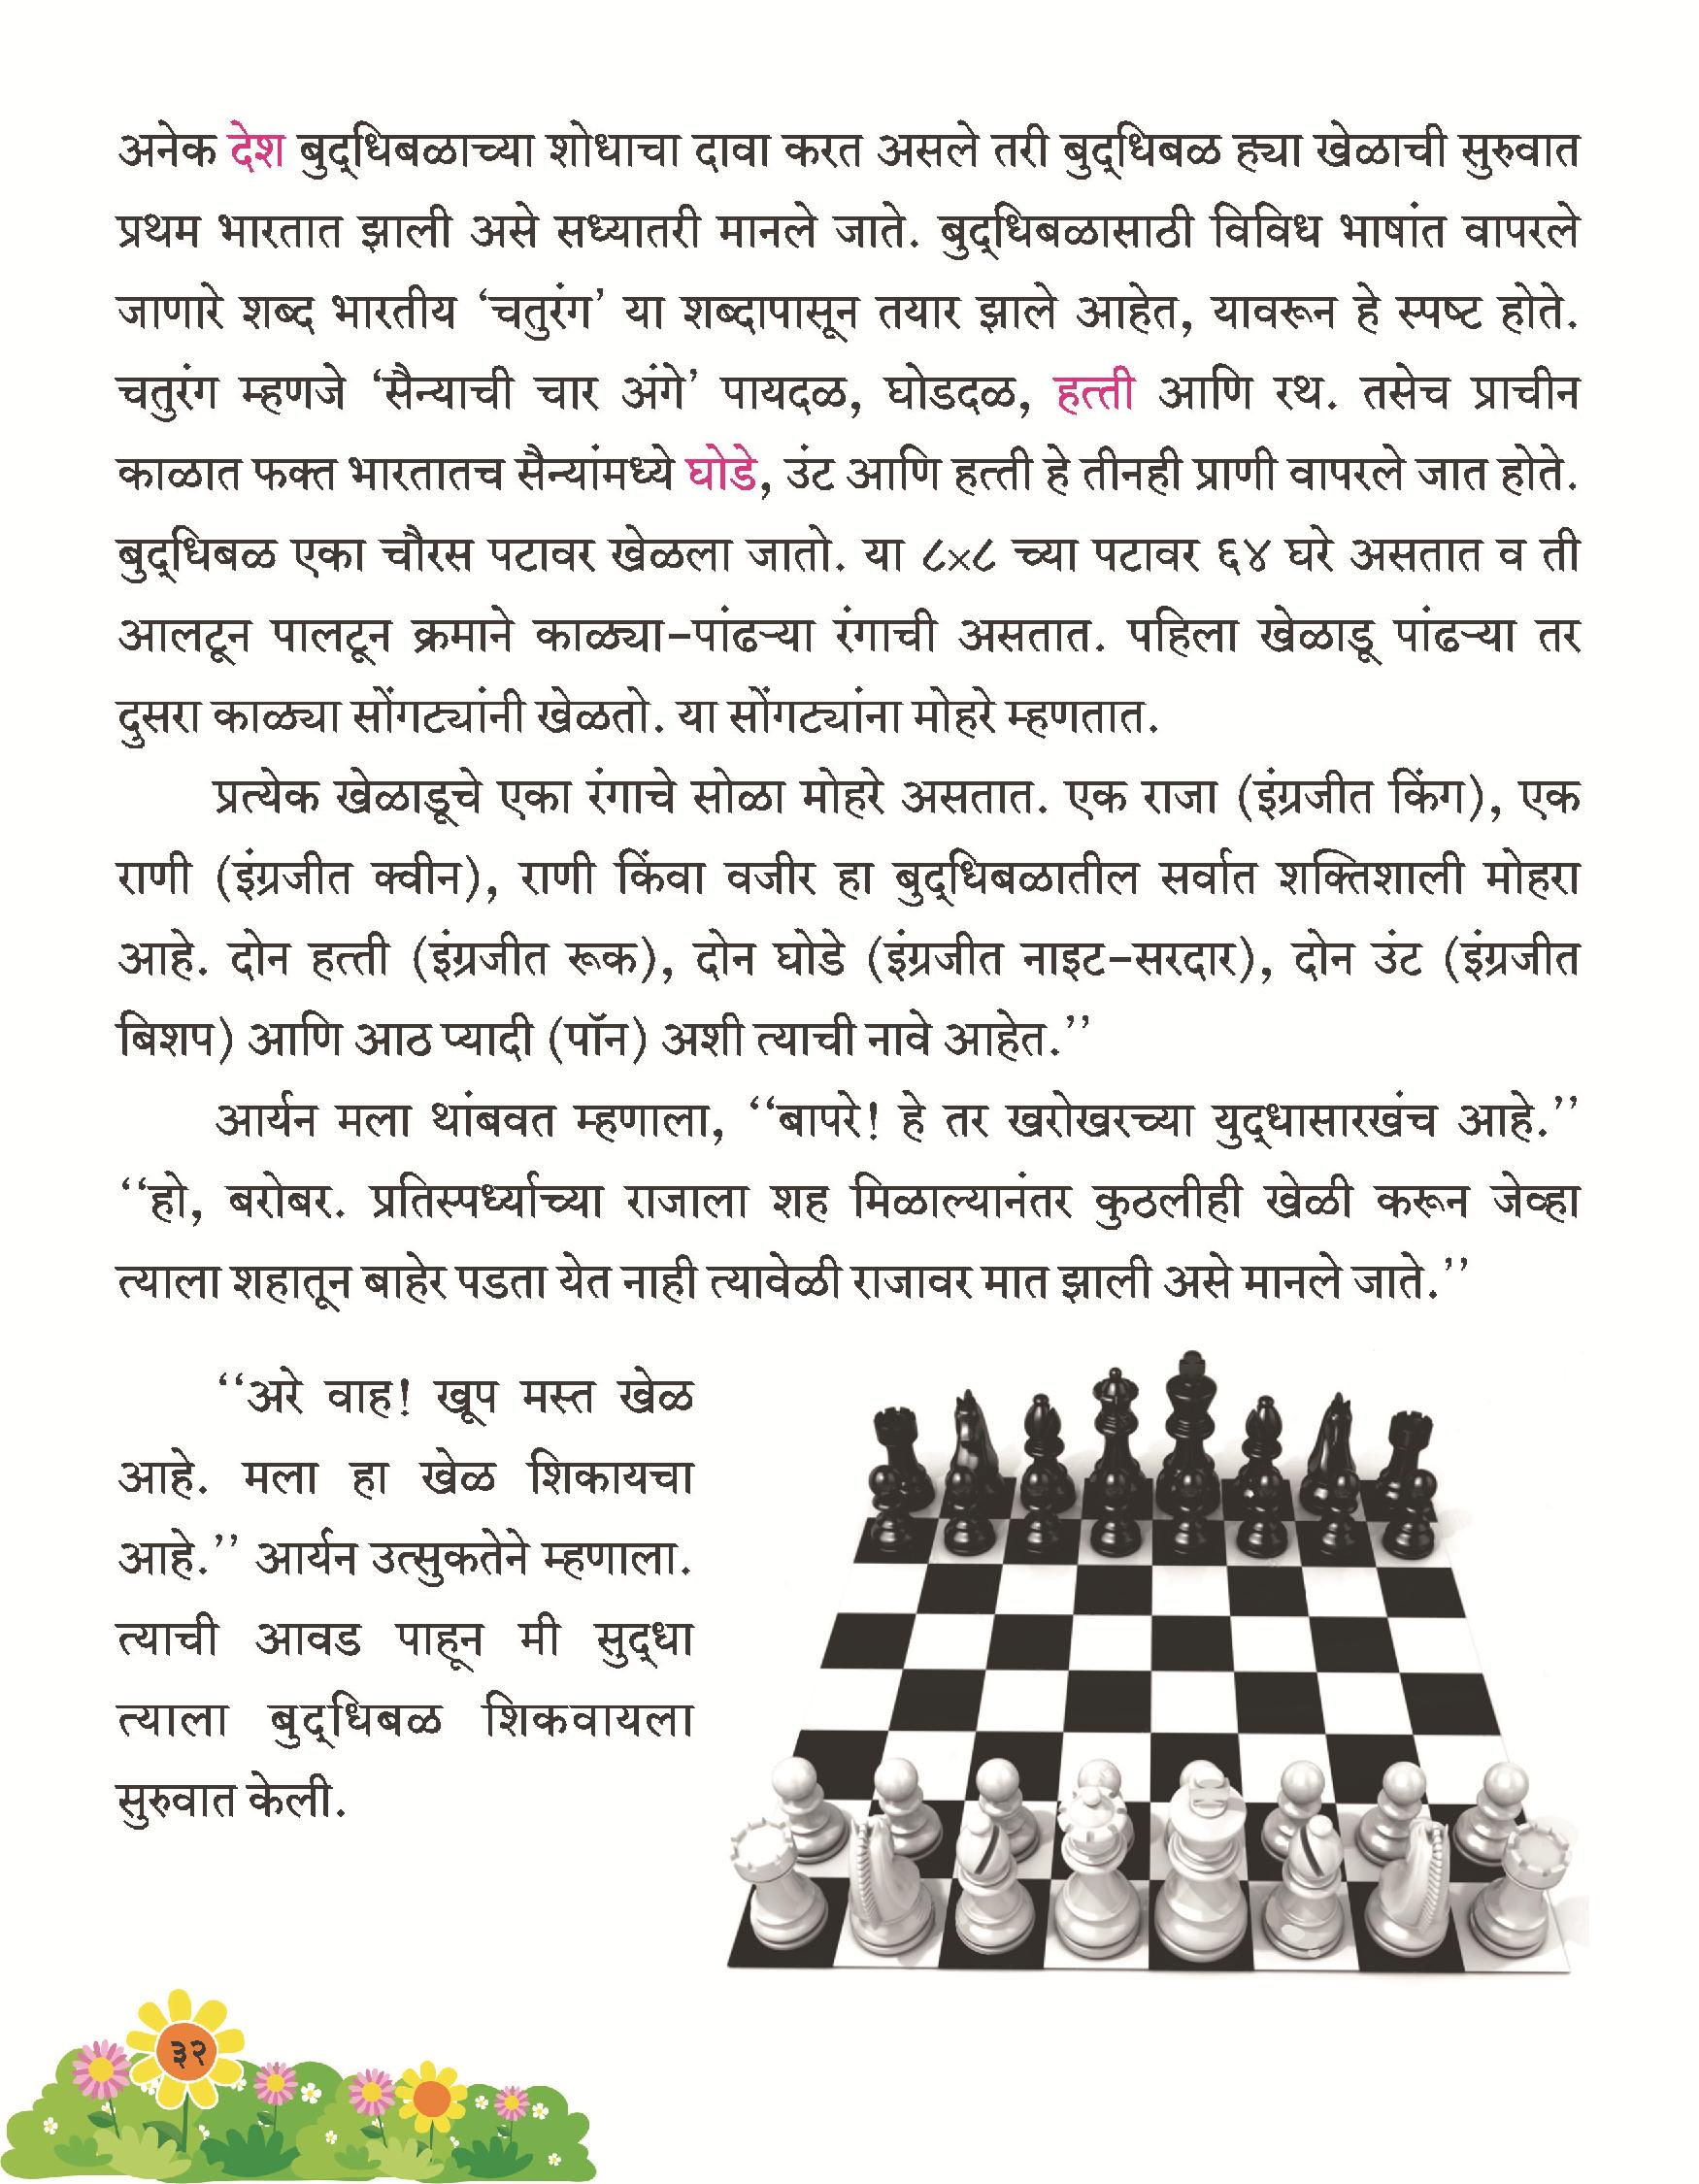 अनेक देश बुद्‌धिबळाच्या शोधाचा दावा करत असले तरी बुद्‌धिबळ ह्या खेळाची सुरुवात
प्रथम भारतात झाली असे सध्यातरी मानले जाते. बुद्‌धिबळासाठी विविध भाषांत वापरले
जाणारे शब्द भारतीय ‘चतुरंग’ या शब्दापासून तयार झाले आहेत, यावरून हे स्पष्ट होते.
चतुरंग म्हणजे ‘सैन्याची चार अंगे’ पायदळ, घोडदळ, हत्ती आणि रथ. तसेच प्राचीन
काळात फक्त भारतातच सैन्यांमध्ये घोडे, उंट आणि हत्ती हे तीनही प्राणी वापरले जात होते.
बुद्‌धिबळ एका चौरस पटावर खेळला जातो. या ८×८ च्या पटावर ६४ घरे असतात व ती
आलटून पालटून क्रमाने काळ्या-पांढऱ्या रंगाची असतात. पहिला खेळाडू पांढऱ्या तर
दुसरा काळ्या सोंगट्यांनी खेळतो. या सोंगट्यांना मोहरे म्हणतात.
प्रत्येक खेळाडूचे एका रंगाचे सोळा मोहरे असतात. एक राजा (इंग्रजीत किंग), एक
राणी (इंग्रजीत क्वीन), राणी किंवा वजीर हा बुद्‌धिबळातील सर्वात शक्तिशाली मोहरा
आहे. दोन हत्ती (इंग्रजीत रूक), दोन घोडे (इंग्रजीत नाइट-सरदार), दोन उंट (इंग्रजीत
बिशप) आणि आठ प्यादी (पॉन) अशी त्याची नावे आहेत.’’
आर्यन मला थांबवत म्हणाला, ‘‘बापरे! हे तर खरोखरच्या युद्‌धासारखंच आहे.’’
‘‘हो, बरोबर. प्रतिस्पर्ध्याच्या राजाला शह मिळाल्यानंतर कुठलीही खेळी करून जेव्हा
त्याला शहातून बाहेर पडता येत नाही त्यावेळी राजावर मात झाली असे मानले जाते.’’
‘‘अरे वाह! खूप मस्त खेळ
आहे. मला हा खेळ शिकायचा
आहे.’’ आर्यन उत्सुकतेने म्हणाला.
त्याची आवड पाहून मी सुद्‌धा
त्याला बुद्‌धिबळ शिकवायला
सुरुवात केली.
३२